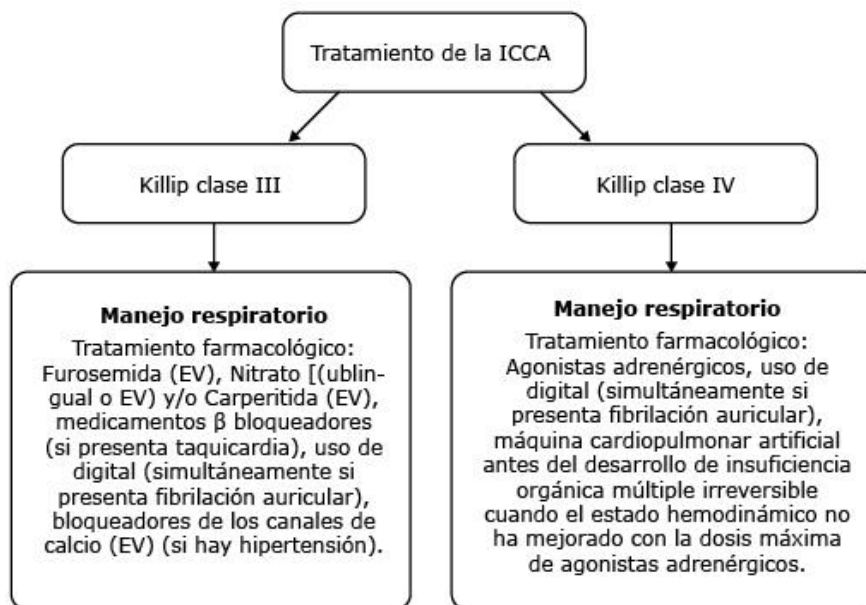 Tratamiento de la ICCA
Killip clase III
Killip clase IV
Manejo respiratorio
Tratamiento farmacológico:
Furosemida (EV), Nitrato [(ublin-
gual o EV) y/o Carperitida (EV),
medicamentos β bloqueadores
(si presenta taquicardia), uso de
digital (simultáneamente si
presenta fibrilación auricular),
bloqueadores de los canales de
calcio (EV) (si hay hipertensión).
Manejo respiratorio
Tratamiento farmacológico:
Agonistas adrenérgicos, uso de
digital (simultáneamente si
presenta fibrilación auricular),
máquina cardiopulmonar artificial
antes del desarrollo de insuficiencia
orgánica múltiple irreversible
cuando el estado hemodinámico no
ha mejorado con la dosis máxima
de agonistas adrenérgicos.